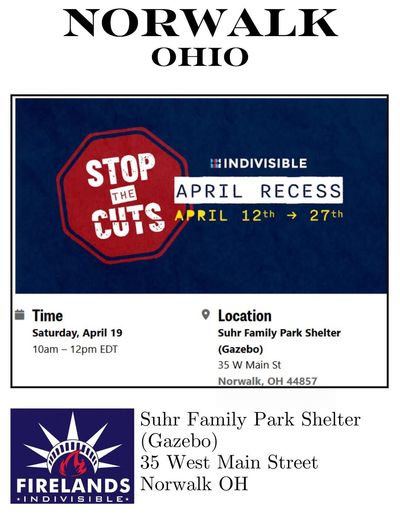 NORWALK
OHIO
STOP
THE
CUTS
INDIVISIBLE
APRIL RECESS
APRIL 12th → 27th
Time
Saturday, April 19
10am – 12pm EDT
Location
Suhr Family Park Shelter
(Gazebo)
35 W Main St
Norwalk, OH 44857
FIRELANDS
INDIVISIBLE
Suhr Family Park Shelter
(Gazebo)
35 West Main Street
Norwalk OH